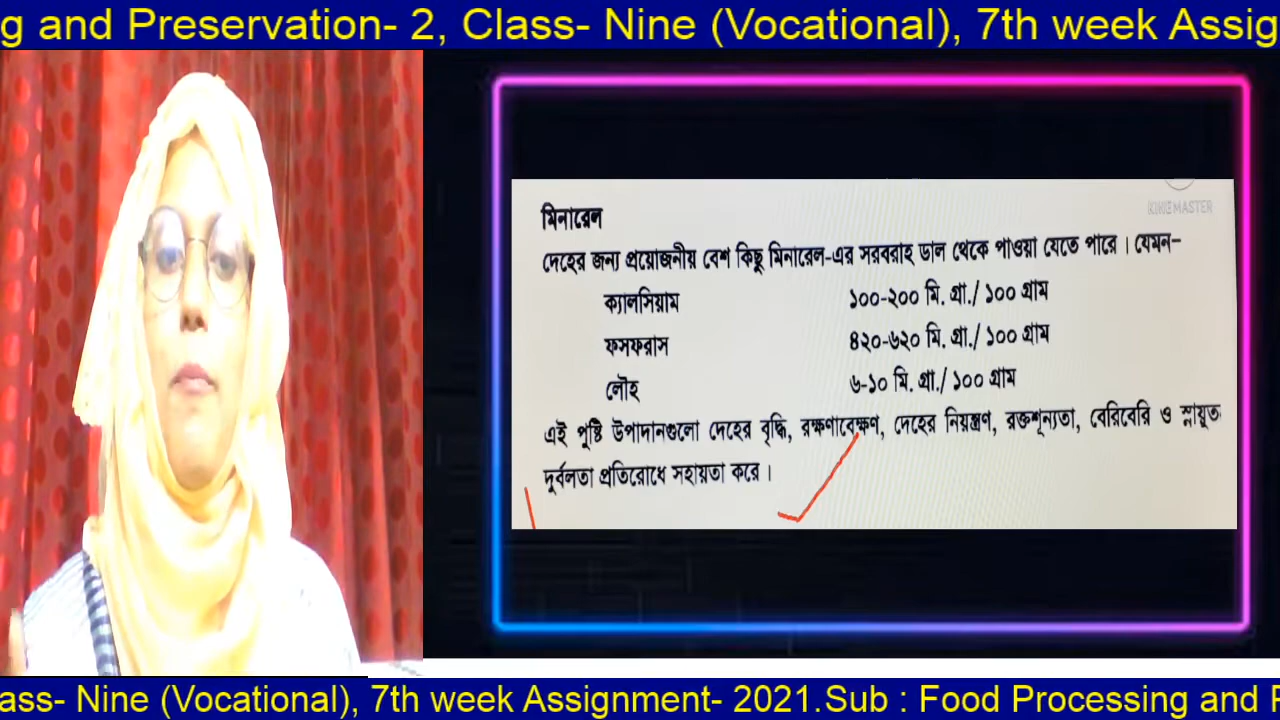 g and Preservation- 2, Class- Nine (Vocational), 7th week Assig
KINEMASTER
মিনারেল
দেহের জন্য প্রয়োজনীয় বেশ কিছু মিনারেল-এর সরবরাহ ডাল থেকে পাওয়া যেতে পারে। যেমন-
ক্যালসিয়াম ১০০-২০০ মি. গ্রা./ ১০০ গ্রাম
ফসফরাস ৪২০-৬২০ মি. গ্রা./ ১০০ গ্রাম
লৌহ ৬-১০ মি. গ্রা./ ১০০ গ্রাম
এই পুষ্টি উপাদানগুলো দেহের বৃদ্ধি, রক্ষণাবেক্ষণ, দেহের নিয়ন্ত্রণ, রক্তশূন্যতা, বেরিবেরি ও
দুর্বলতা প্রতিরোধে সহায়তা করে।
ass- Nine (Vocational), 7th week Assignment- 2021.Sub : Food Processing and P